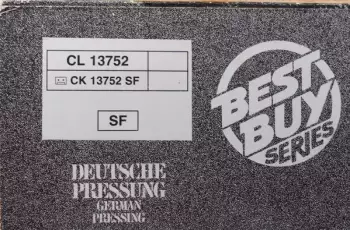 CL 13752
CK 13752 SF
SF
BEST
BUY
SERIES
DEUTSCHE
PRESSUNG
GERMAN
PRESSING